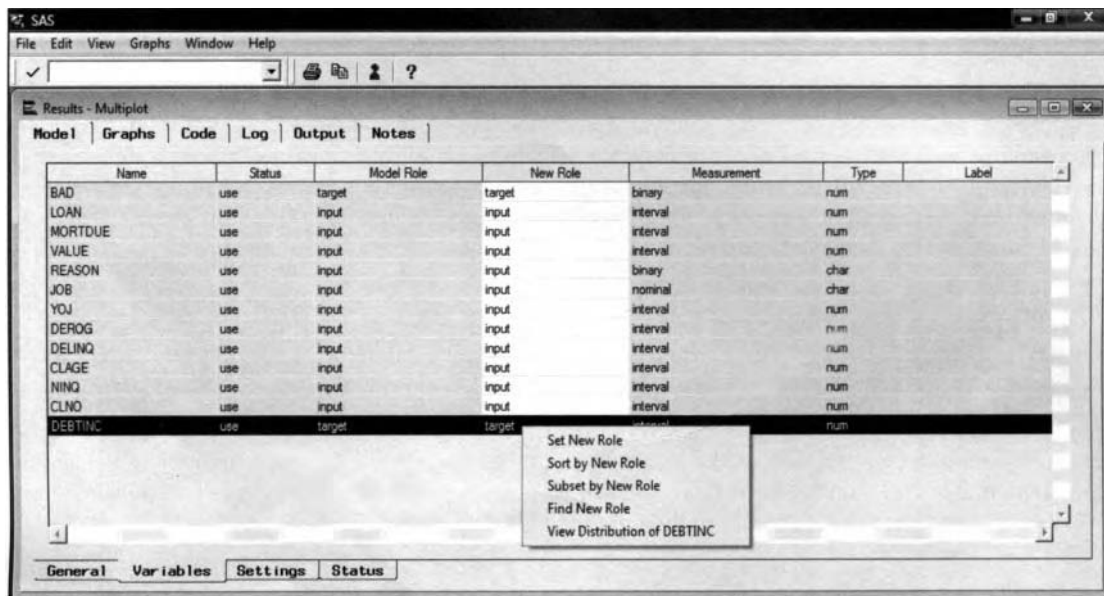 SAS
File Edit View Graphs Window Help
?
Results - Multiplot
Model Graphs Code Log Output Notes
Name Status Model Role New Role Measurement Type Label
BAD use target target binary num
LOAN use input input interval num
MORTDUE use input input interval num
VALUE use input input interval num
REASON use input input binary char
JOB use input input nominal char
YOJ use input input interval num
DEROG use input input interval num
DELINQ use input input interval num
CLAGE use input input interval num
NINQ use input input interval num
CLNO use input input interval num
DEBTINC use target target interval num
Set New Role
Sort by New Role
Subset by New Role
Find New Role
View Distribution of DEBTINC
General Variables Settings Status